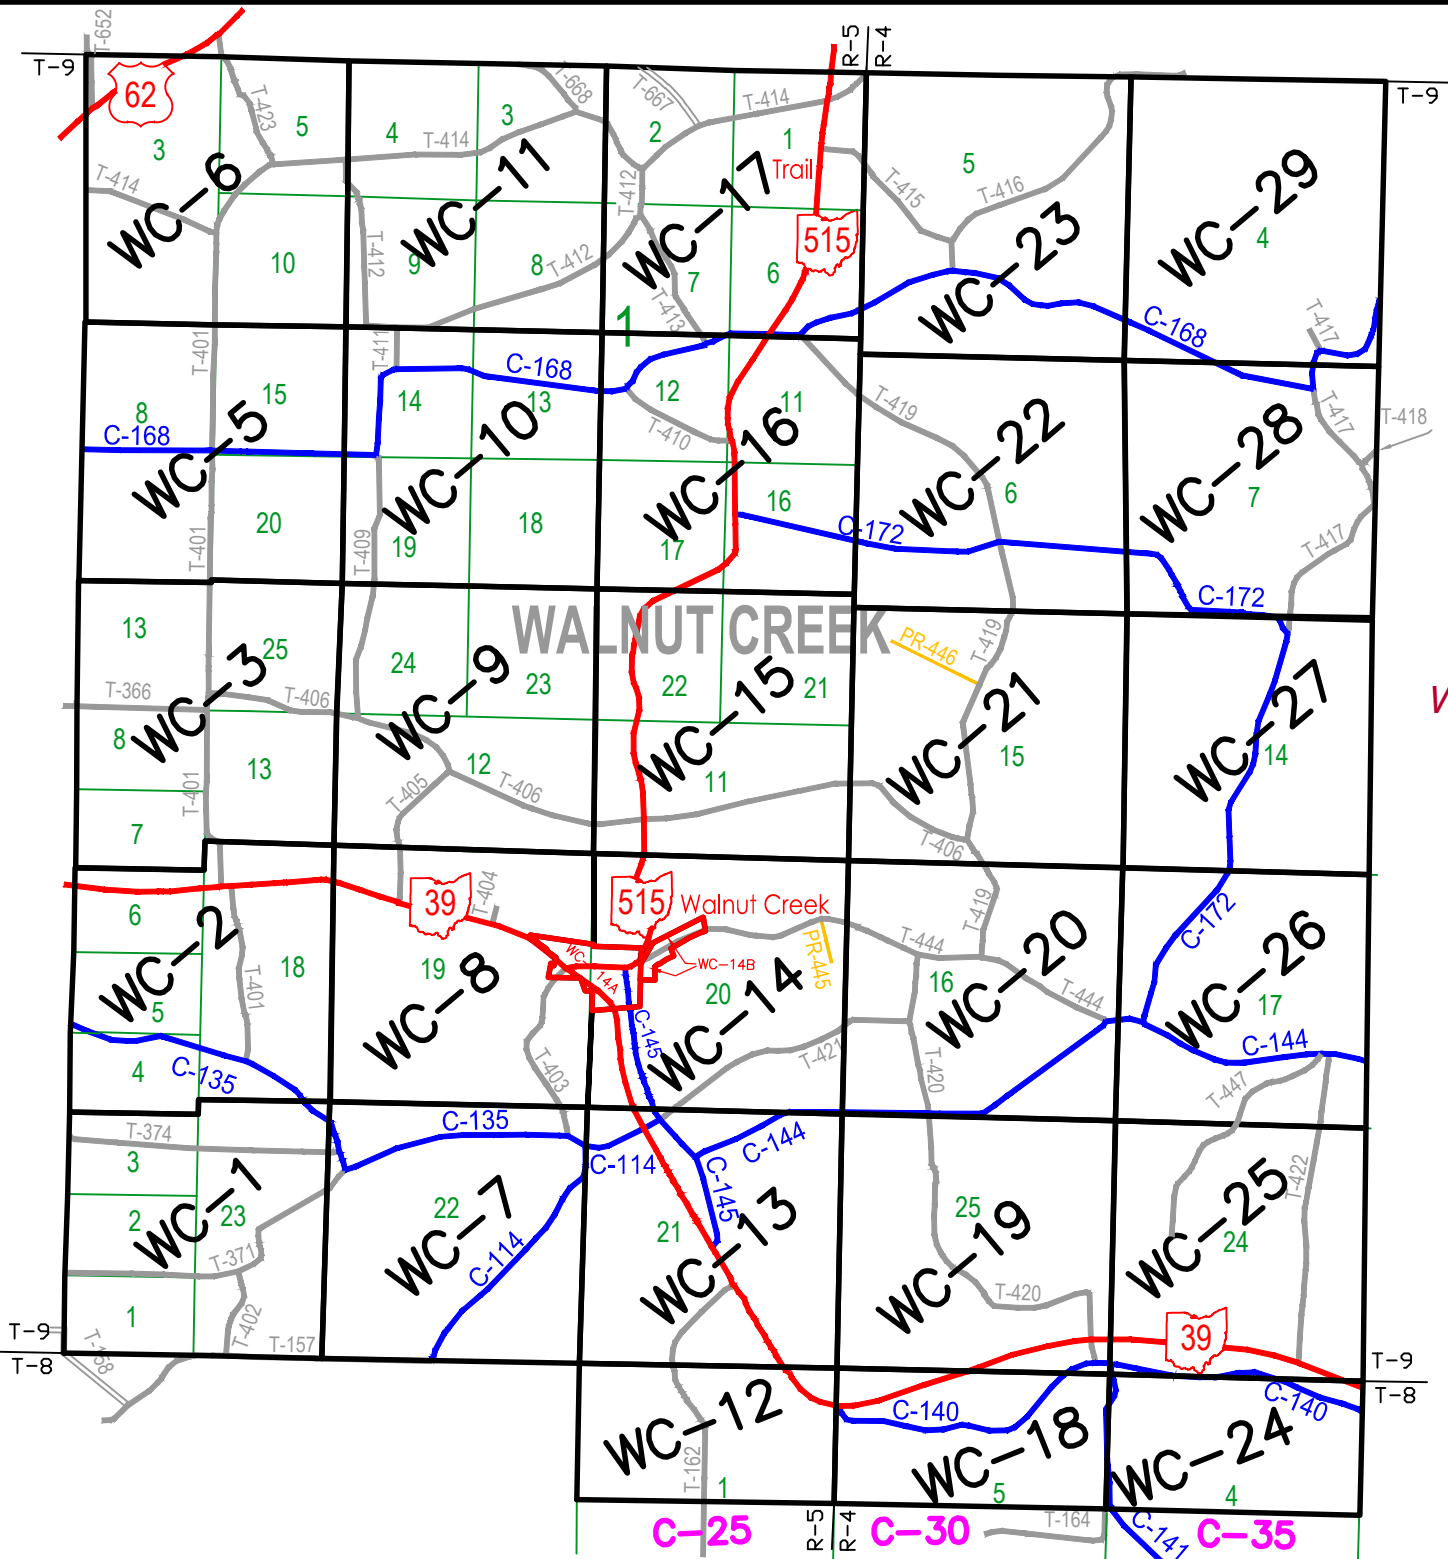 T-652
R-5
R-4
T-9
62
T-423
5
4
3
T-668
T-667
2
T-414
1
T-9
3
T-414
T-414
WC-6
WC-11
T-412
WC-17
Trail
5
T-415
T-416
WC-23
WC-29
4
515
10
T-412
9
8
T-412
7
6
T-413
1
C-168
T-417
T-401
T-411
C-168
8
15
14
13
12
11
T-410
T-419
T-417
T-418
C-168
WC-5
WC-10
WC-16
WC-22
WC-28
6
7
20
19
18
17
16
C-172
T-401
T-409
T-417
C-172
WALNUT CREEK
13
25
24
23
22
21
PR-446
T-419
T-366
T-406
WC-3
WC-9
WC-15
WC-21
WC-27
V
8
13
12
11
15
14
T-401
T-405
T-406
7
T-406
39
T-404
515
Walnut Creek
T-419
C-172
6
WC-2
18
19
WC-8
WC-14A
WC-14B
20
PR-445
WC-14
T-444
16
WC-20
T-444
WC-26
17
5
T-401
C-145
C-144
4
C-135
T-403
T-421
T-420
T-447
T-374
C-135
C-114
C-144
3
WC-1
2
23
22
WC-7
C-145
21
WC-13
25
WC-19
WC-25
T-422
24
T-371
C-114
1
T-402
T-157
T-420
39
T-9
T-8
T-168
T-9
T-8
WC-12
C-140
C-140
WC-18
WC-24
T-162
1
5
4
C-25
R-5
R-4
C-30
T-164
C-141
C-35